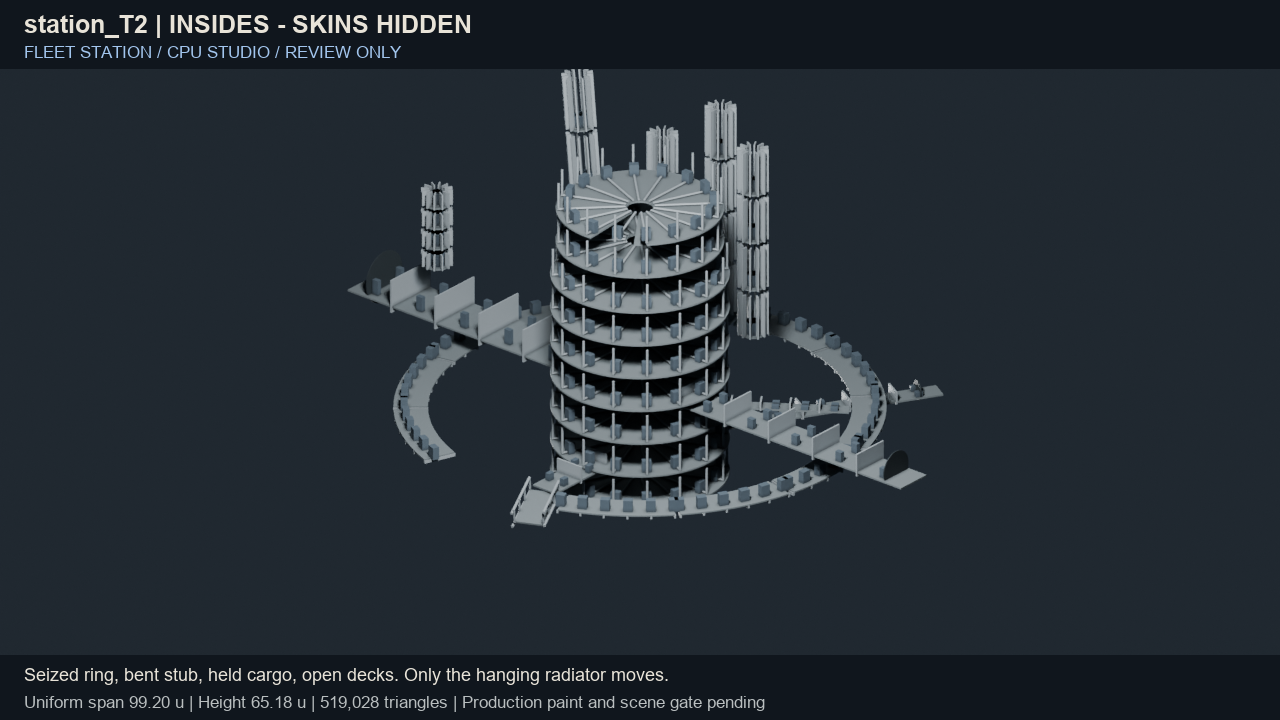 station_T2 | INSIDES - SKINS HIDDEN
FLEET STATION / CPU STUDIO / REVIEW ONLY
Seized ring, bent stub, held cargo, open decks. Only the hanging radiator moves.
Uniform span 99.20 u | Height 65.18 u | 519,028 triangles | Production paint and scene gate pending